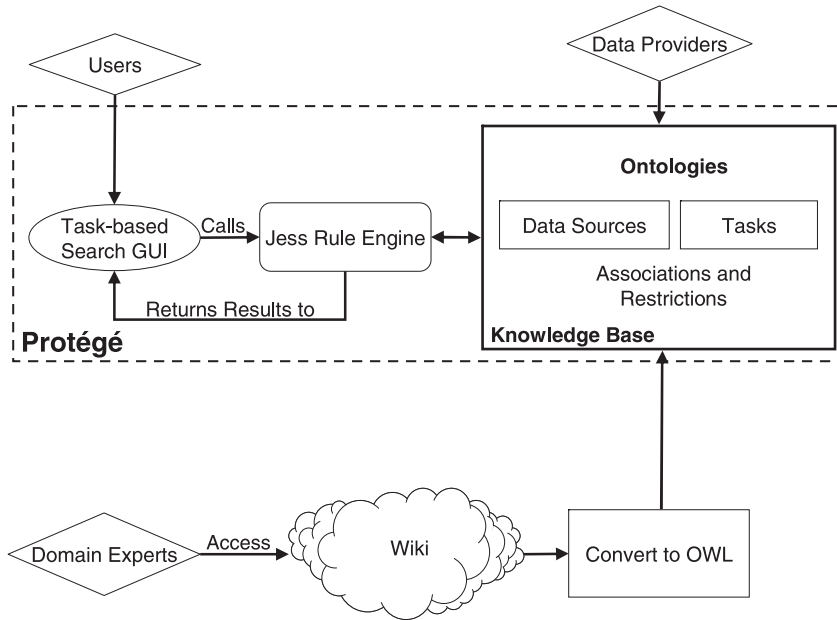 Users
Data Providers
Ontologies
Task-based
Search GUI
Calls
Jess Rule Engine
Data Sources
Tasks
Associations and
Restrictions
Returns Results to
Protégé
Knowledge Base
Domain Experts
Access
Wiki
Convert to OWL